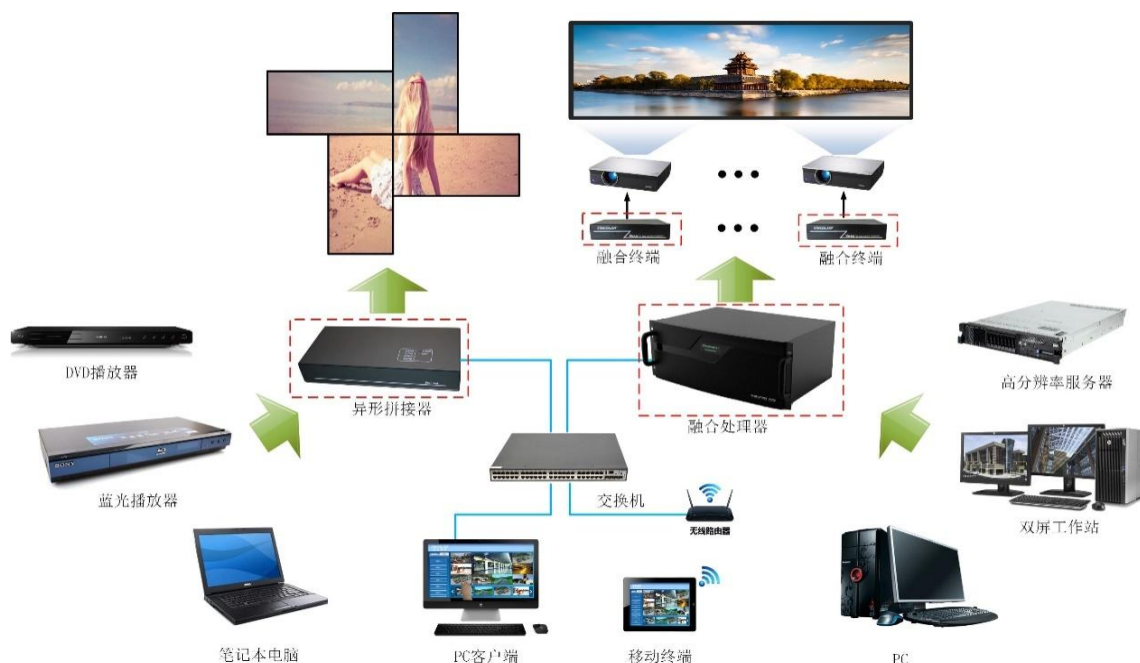 融合终端
融合终端
DVD播放器
异形拼接器
融合处理器
高分辨率服务器
SONY
蓝光播放器
交换机
无线路由器
双屏工作站
笔记本电脑
PC客户端
移动终端
PC